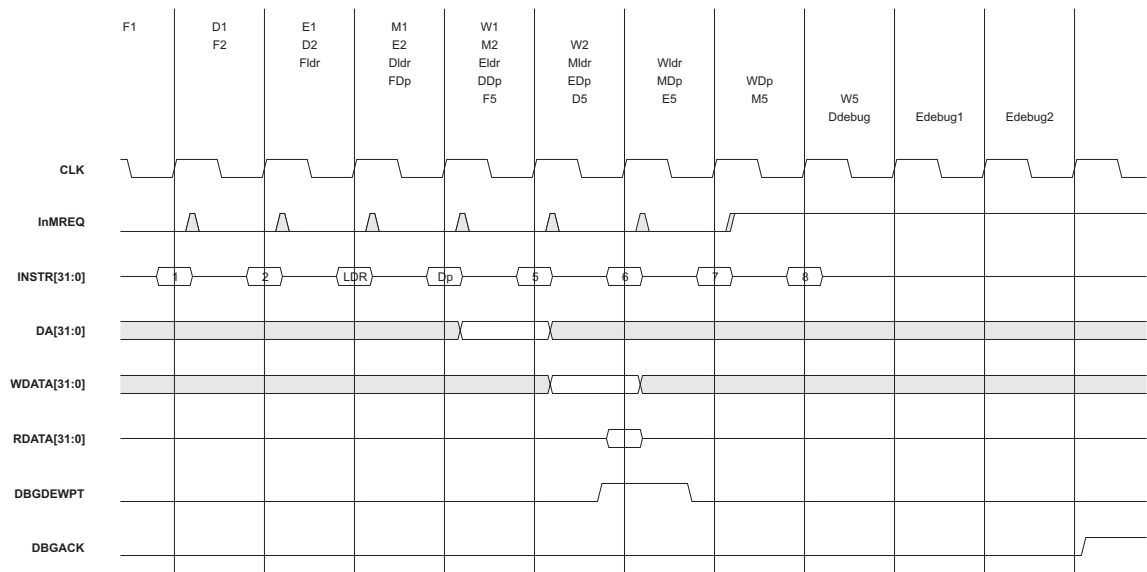 F1 D1 E1 M1 W1
F2 D2 E2 M2 W2
Fldr Dldr Eldr Mldr Wldr
FDp DDp EDp MDp WDp
F5 D5 E5 M5 W5
Ddebug Edebug1 Edebug2
CLK
InMREQ
INSTR[31:0] 1 2 LDR Dp 5 6 7 8
DA[31:0]
WDATA[31:0]
RDATA[31:0]
DBGDEWPT
DBGACK